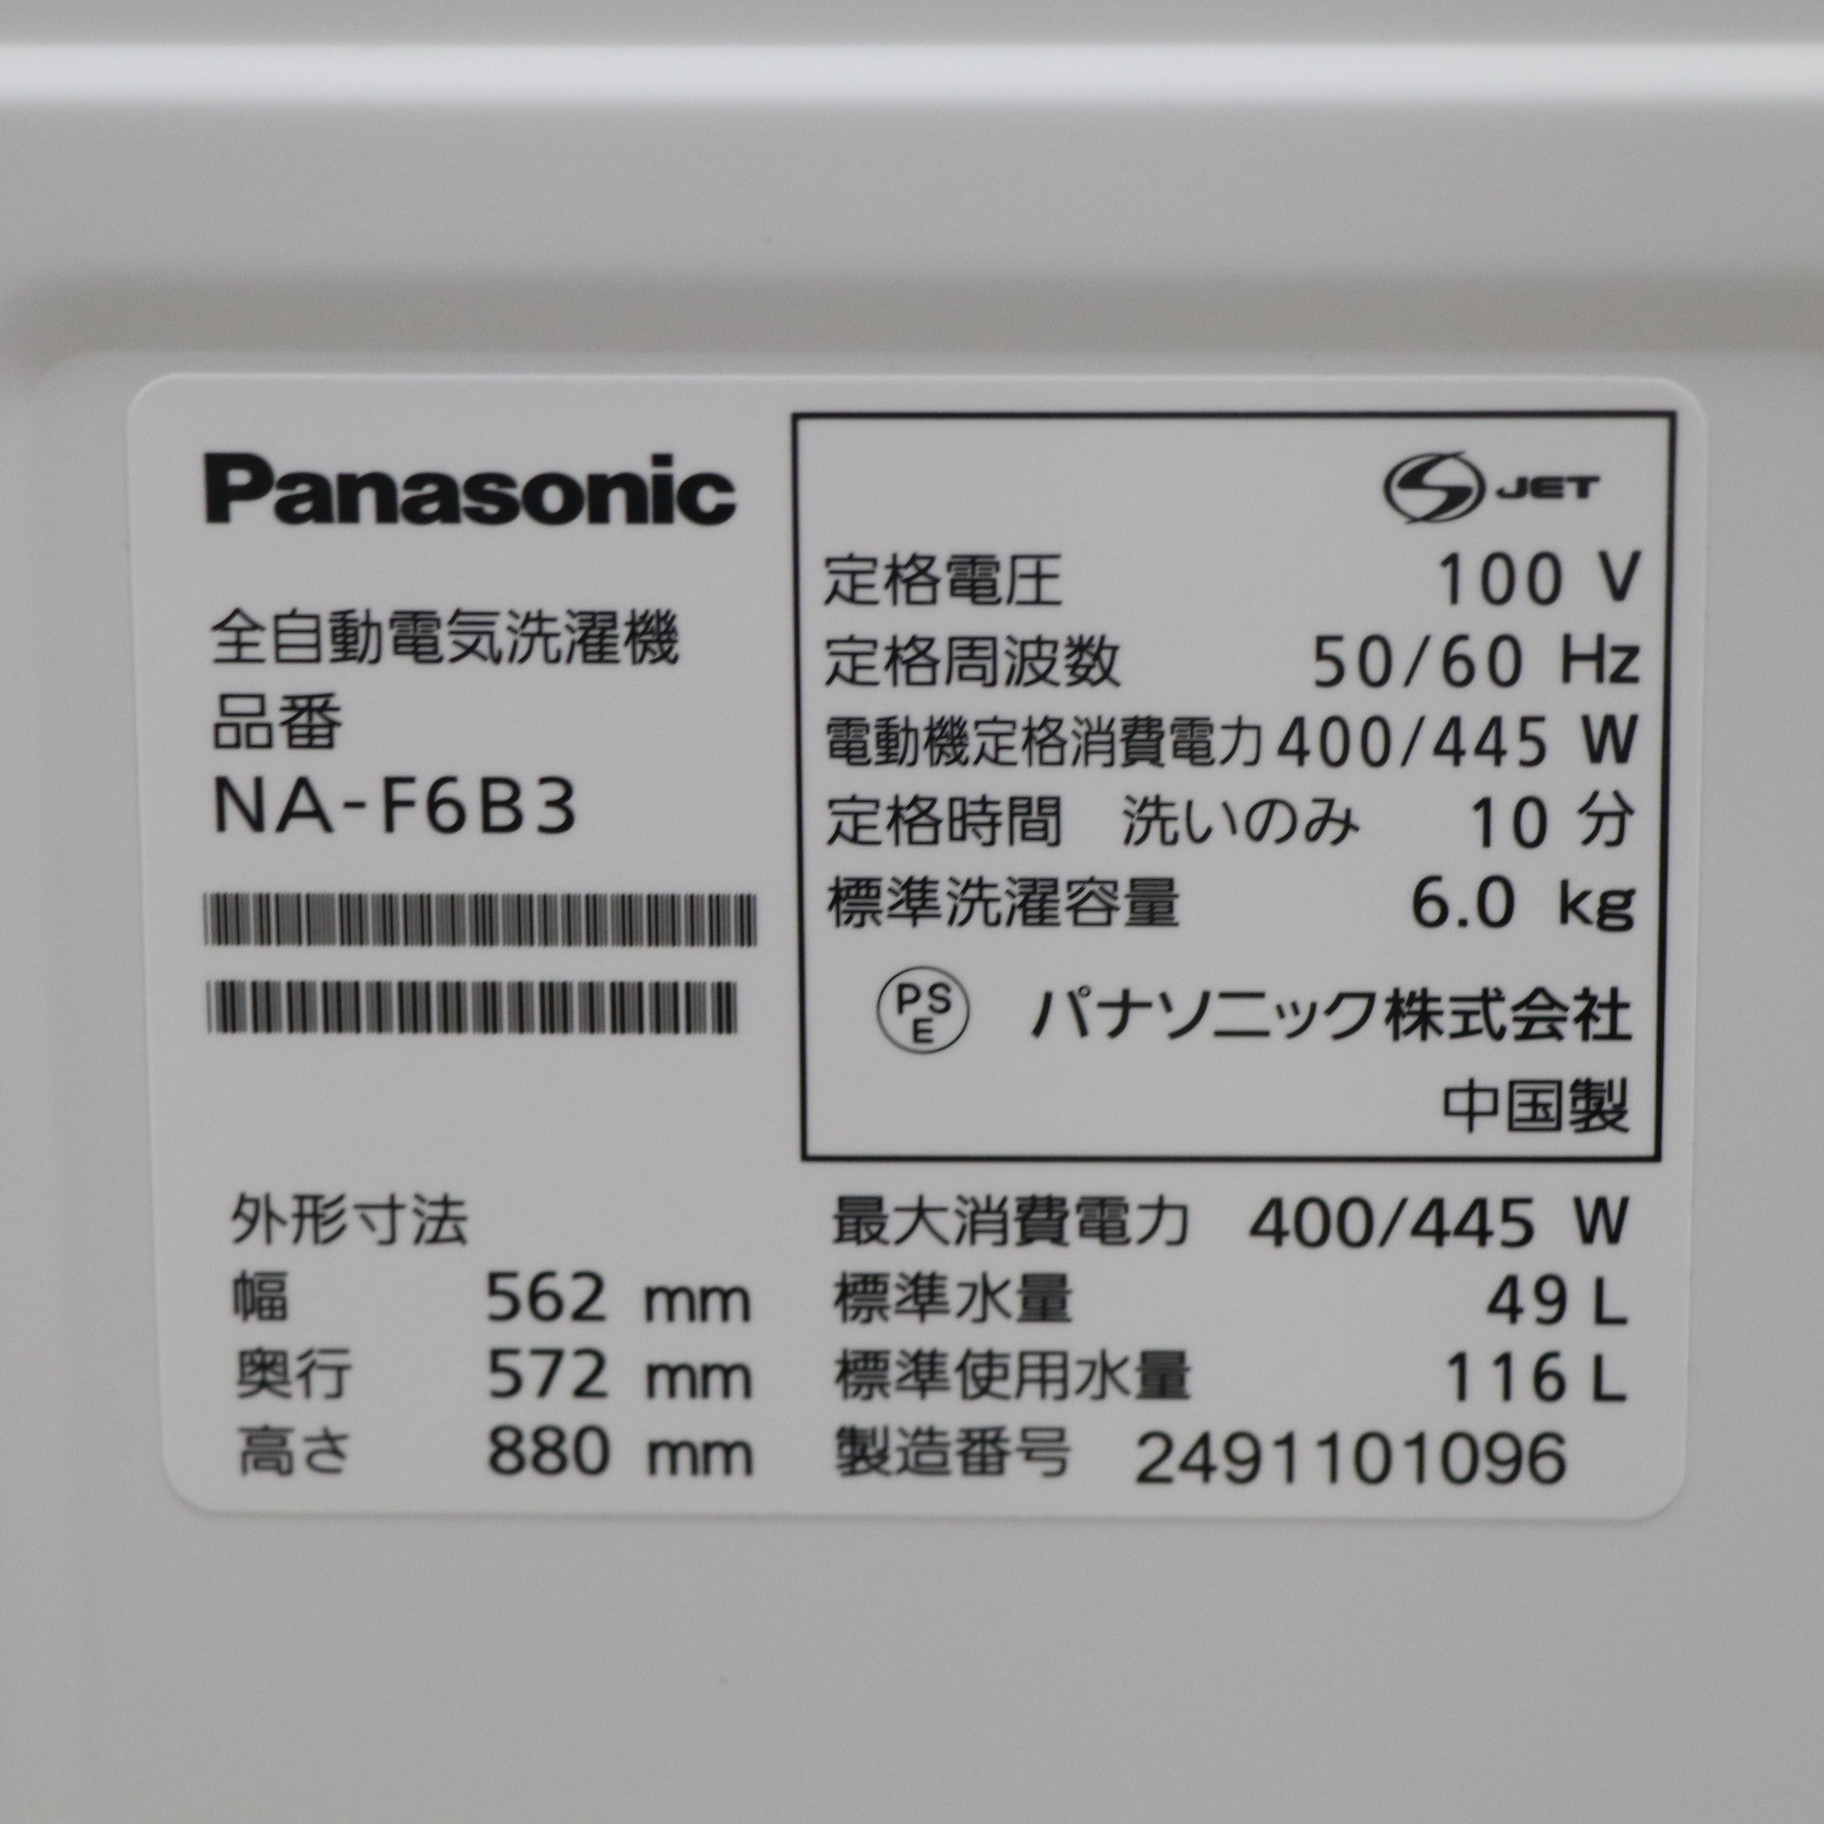 Panasonic
全自動電気洗濯機
品番
NA-F6B3
JET
定格電圧 100 V
定格周波数 50/60 Hz
電動機定格消費電力 400/445 W
定格時間 洗いのみ 10 分
標準洗濯容量 6.0 kg
PS
E
パナソニック株式会社
中国製
外形寸法
幅 562 mm
奥行 572 mm
高さ 880 mm
最大消費電力 400/445 W
標準水量 49 L
標準使用水量 116 L
製造番号 2491101096